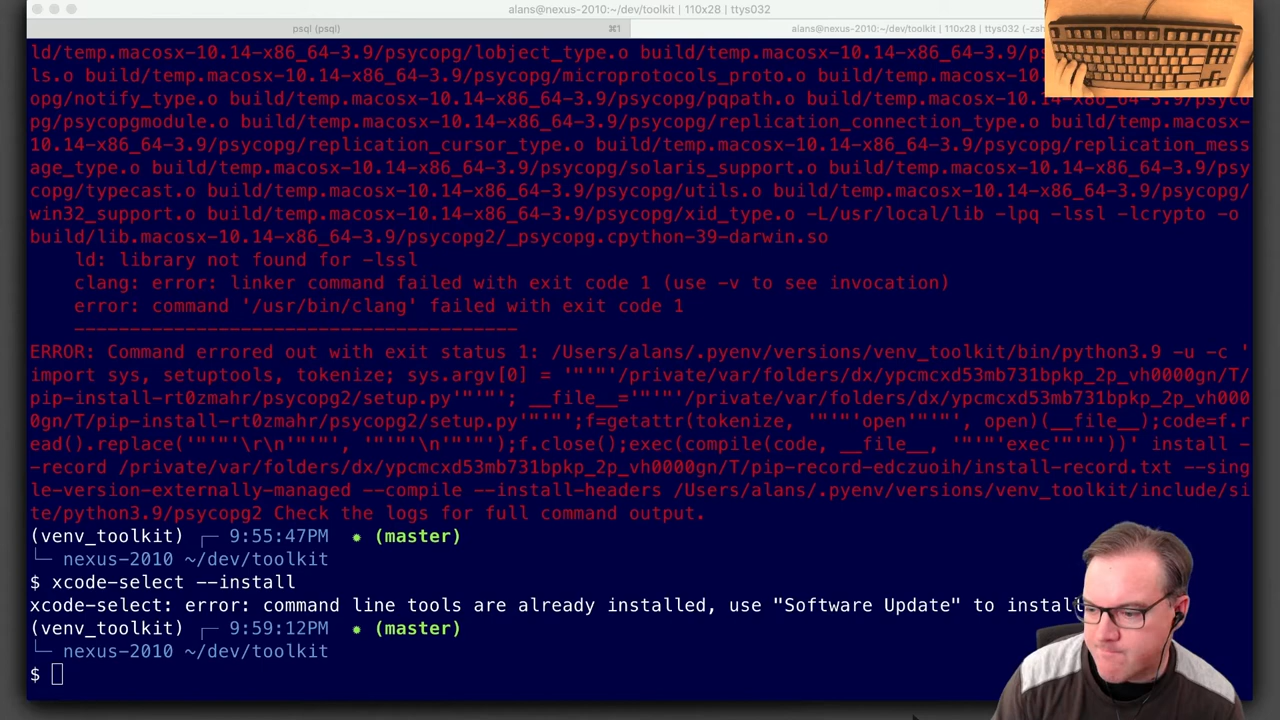 alans@nexus-2010:~/dev/toolkit | 110x28 | ttys032
psql (psql) ⌘1 alans@nexus-2010:~/dev/toolkit | 110x28 | ttys032 (-zsh
ld/temp.macosx-10.14-x86_64-3.9/psycopg/lobject_type.o build/temp.macosx-10.14-x86_64-3.9/
ls.o build/temp.macosx-10.14-x86_64-3.9/psycopg/microprotocols_proto.o build/temp.macosx-10.
opg/notify_type.o build/temp.macosx-10.14-x86_64-3.9/psycopg/pqpath.o build/temp.macosx-10.14-x86_64-3.9/psyco
pg/psycopgmodule.o build/temp.macosx-10.14-x86_64-3.9/psycopg/replication_connection_type.o build/temp.macosx-
10.14-x86_64-3.9/psycopg/replication_cursor_type.o build/temp.macosx-10.14-x86_64-3.9/psycopg/replication_mess
age_type.o build/temp.macosx-10.14-x86_64-3.9/psycopg/solaris_support.o build/temp.macosx-10.14-x86_64-3.9/psy
copg/typecast.o build/temp.macosx-10.14-x86_64-3.9/psycopg/utils.o build/temp.macosx-10.14-x86_64-3.9/psycopg/
win32_support.o build/temp.macosx-10.14-x86_64-3.9/psycopg/xid_type.o -L/usr/local/lib -lpq -lssl -lcrypto -o
build/lib.macosx-10.14-x86_64-3.9/psycopg2/_psycopg.cpython-39-darwin.so
ld: library not found for -lssl
clang: error: linker command failed with exit code 1 (use -v to see invocation)
error: command '/usr/bin/clang' failed with exit code 1
----------------------------------------
ERROR: Command errored out with exit status 1: /Users/alans/.pyenv/versions/venv_toolkit/bin/python3.9 -u -c '
import sys, setuptools, tokenize; sys.argv[0] = '"'"'/private/var/folders/dx/ypcmcxd53mb731bpkp_2p_vh0000gn/T/
pip-install-rt0zmahr/psycopg2/setup.py'"'"'; __file__='"'"'/private/var/folders/dx/ypcmcxd53mb731bpkp_2p_vh000
0gn/T/pip-install-rt0zmahr/psycopg2/setup.py'"'"';f=getattr(tokenize, '"'"'open'"'"', open)(__file__);code=f.r
ead().replace('"'"'\r\n'"'"', '"'"'\n'"'"');f.close();exec(compile(code, __file__, '"'"'exec'"'"'))' install -
-record /private/var/folders/dx/ypcmcxd53mb731bpkp_2p_vh0000gn/T/pip-record-edczuoih/install-record.txt --sing
le-version-externally-managed --compile --install-headers /Users/alans/.pyenv/versions/venv_toolkit/include/si
te/python3.9/psycopg2 Check the logs for full command output.
(venv_toolkit) ┌─ 9:55:47PM ✹ (master)
└─ nexus-2010 ~/dev/toolkit
$ xcode-select --install
xcode-select: error: command line tools are already installed, use "Software Update" to instal
(venv_toolkit) ┌─ 9:59:12PM ✹ (master)
└─ nexus-2010 ~/dev/toolkit
$